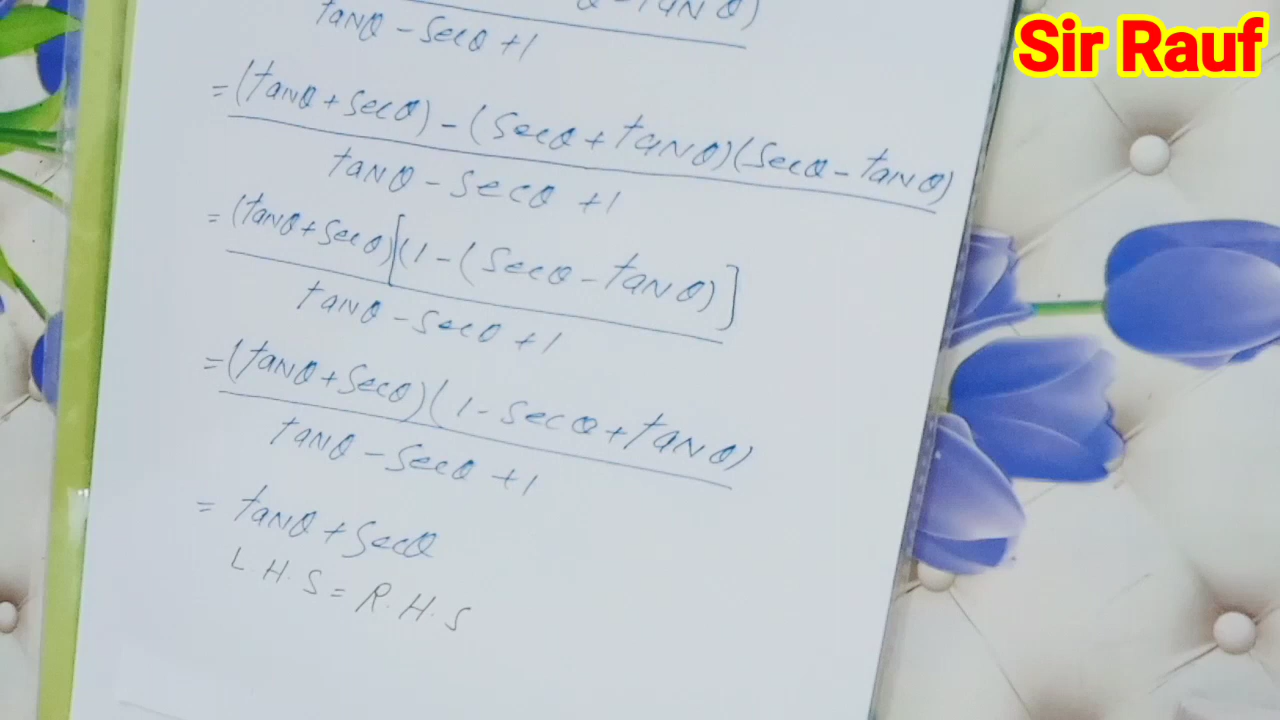 Sir Rauf
θ - tanθ)
tanθ - secθ + 1
= (tanθ + secθ) - (secθ + tanθ)(secθ - tanθ)
tanθ - secθ + 1
= (tanθ + secθ)[(1 - (secθ - tanθ)]
tanθ - secθ + 1
= (tanθ + secθ)(1 - secθ + tanθ)
tanθ - secθ + 1
= tanθ + secθ
L.H.S = R.H.S